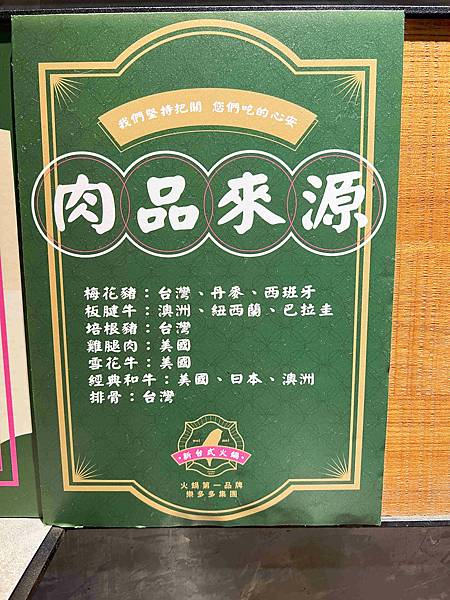 我們堅持把關 您們吃的心安
肉品來源
梅花豬：台灣、丹麥、西班牙
板腱牛：澳洲、紐西蘭、巴拉圭
培根豬：台灣
雞腿肉：美國
雪花牛：美國
經典和牛：美國、日本、澳洲
排骨：台灣
新台式火鍋
火鍋第一品牌
樂多多集團